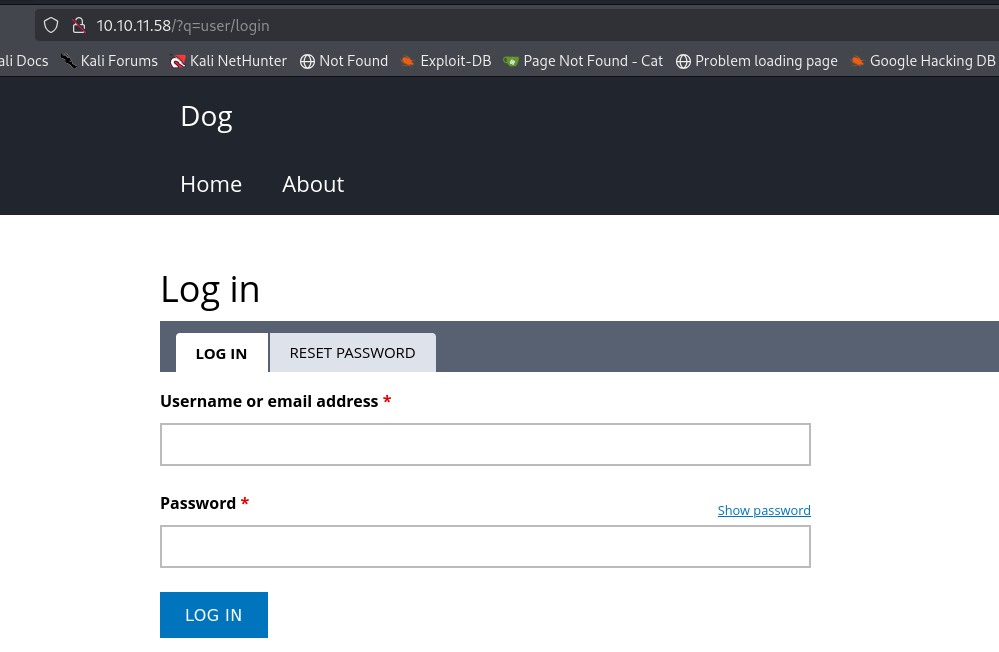 10.10.11.58/?q=user/login
ali Docs Kali Forums Kali NetHunter Not Found Exploit-DB Page Not Found - Cat Problem loading page Google Hacking DB
Dog
Home About
Log in
LOG IN RESET PASSWORD
Username or email address *
Password * Show password
LOG IN